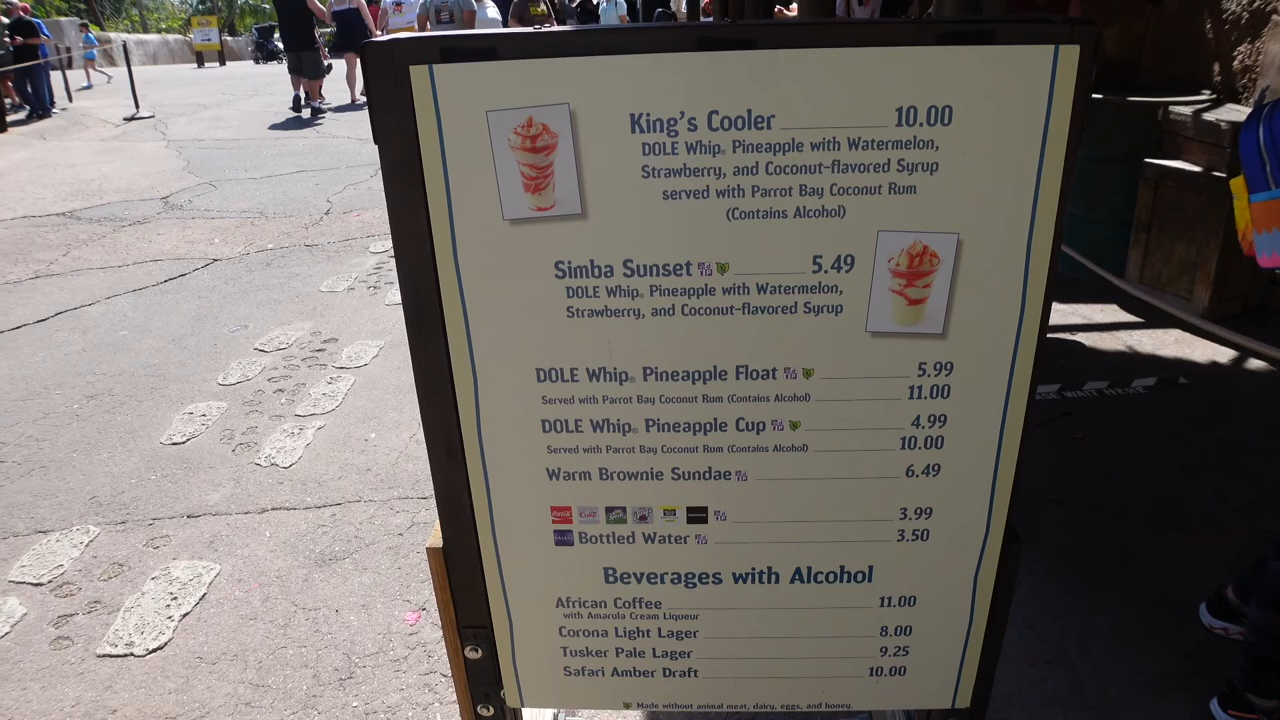 King's Cooler 10.00
DOLE Whip® Pineapple with Watermelon,
Strawberry, and Coconut-flavored Syrup
served with Parrot Bay Coconut Rum
(Contains Alcohol)
Simba Sunset 5.49
DOLE Whip® Pineapple with Watermelon,
Strawberry, and Coconut-flavored Syrup
DOLE Whip® Pineapple Float 5.99
Served with Parrot Bay Coconut Rum (Contains Alcohol) 11.00
DOLE Whip® Pineapple Cup 4.99
Served with Parrot Bay Coconut Rum (Contains Alcohol) 10.00
Warm Brownie Sundae 6.49
3.99
Bottled Water 3.50
Beverages with Alcohol
African Coffee 11.00
with Amarula Cream Liqueur
Corona Light Lager 8.00
Tusker Pale Lager 9.25
Safari Amber Draft 10.00
Made without animal meat, dairy, eggs, and honey.
WAIT HERE